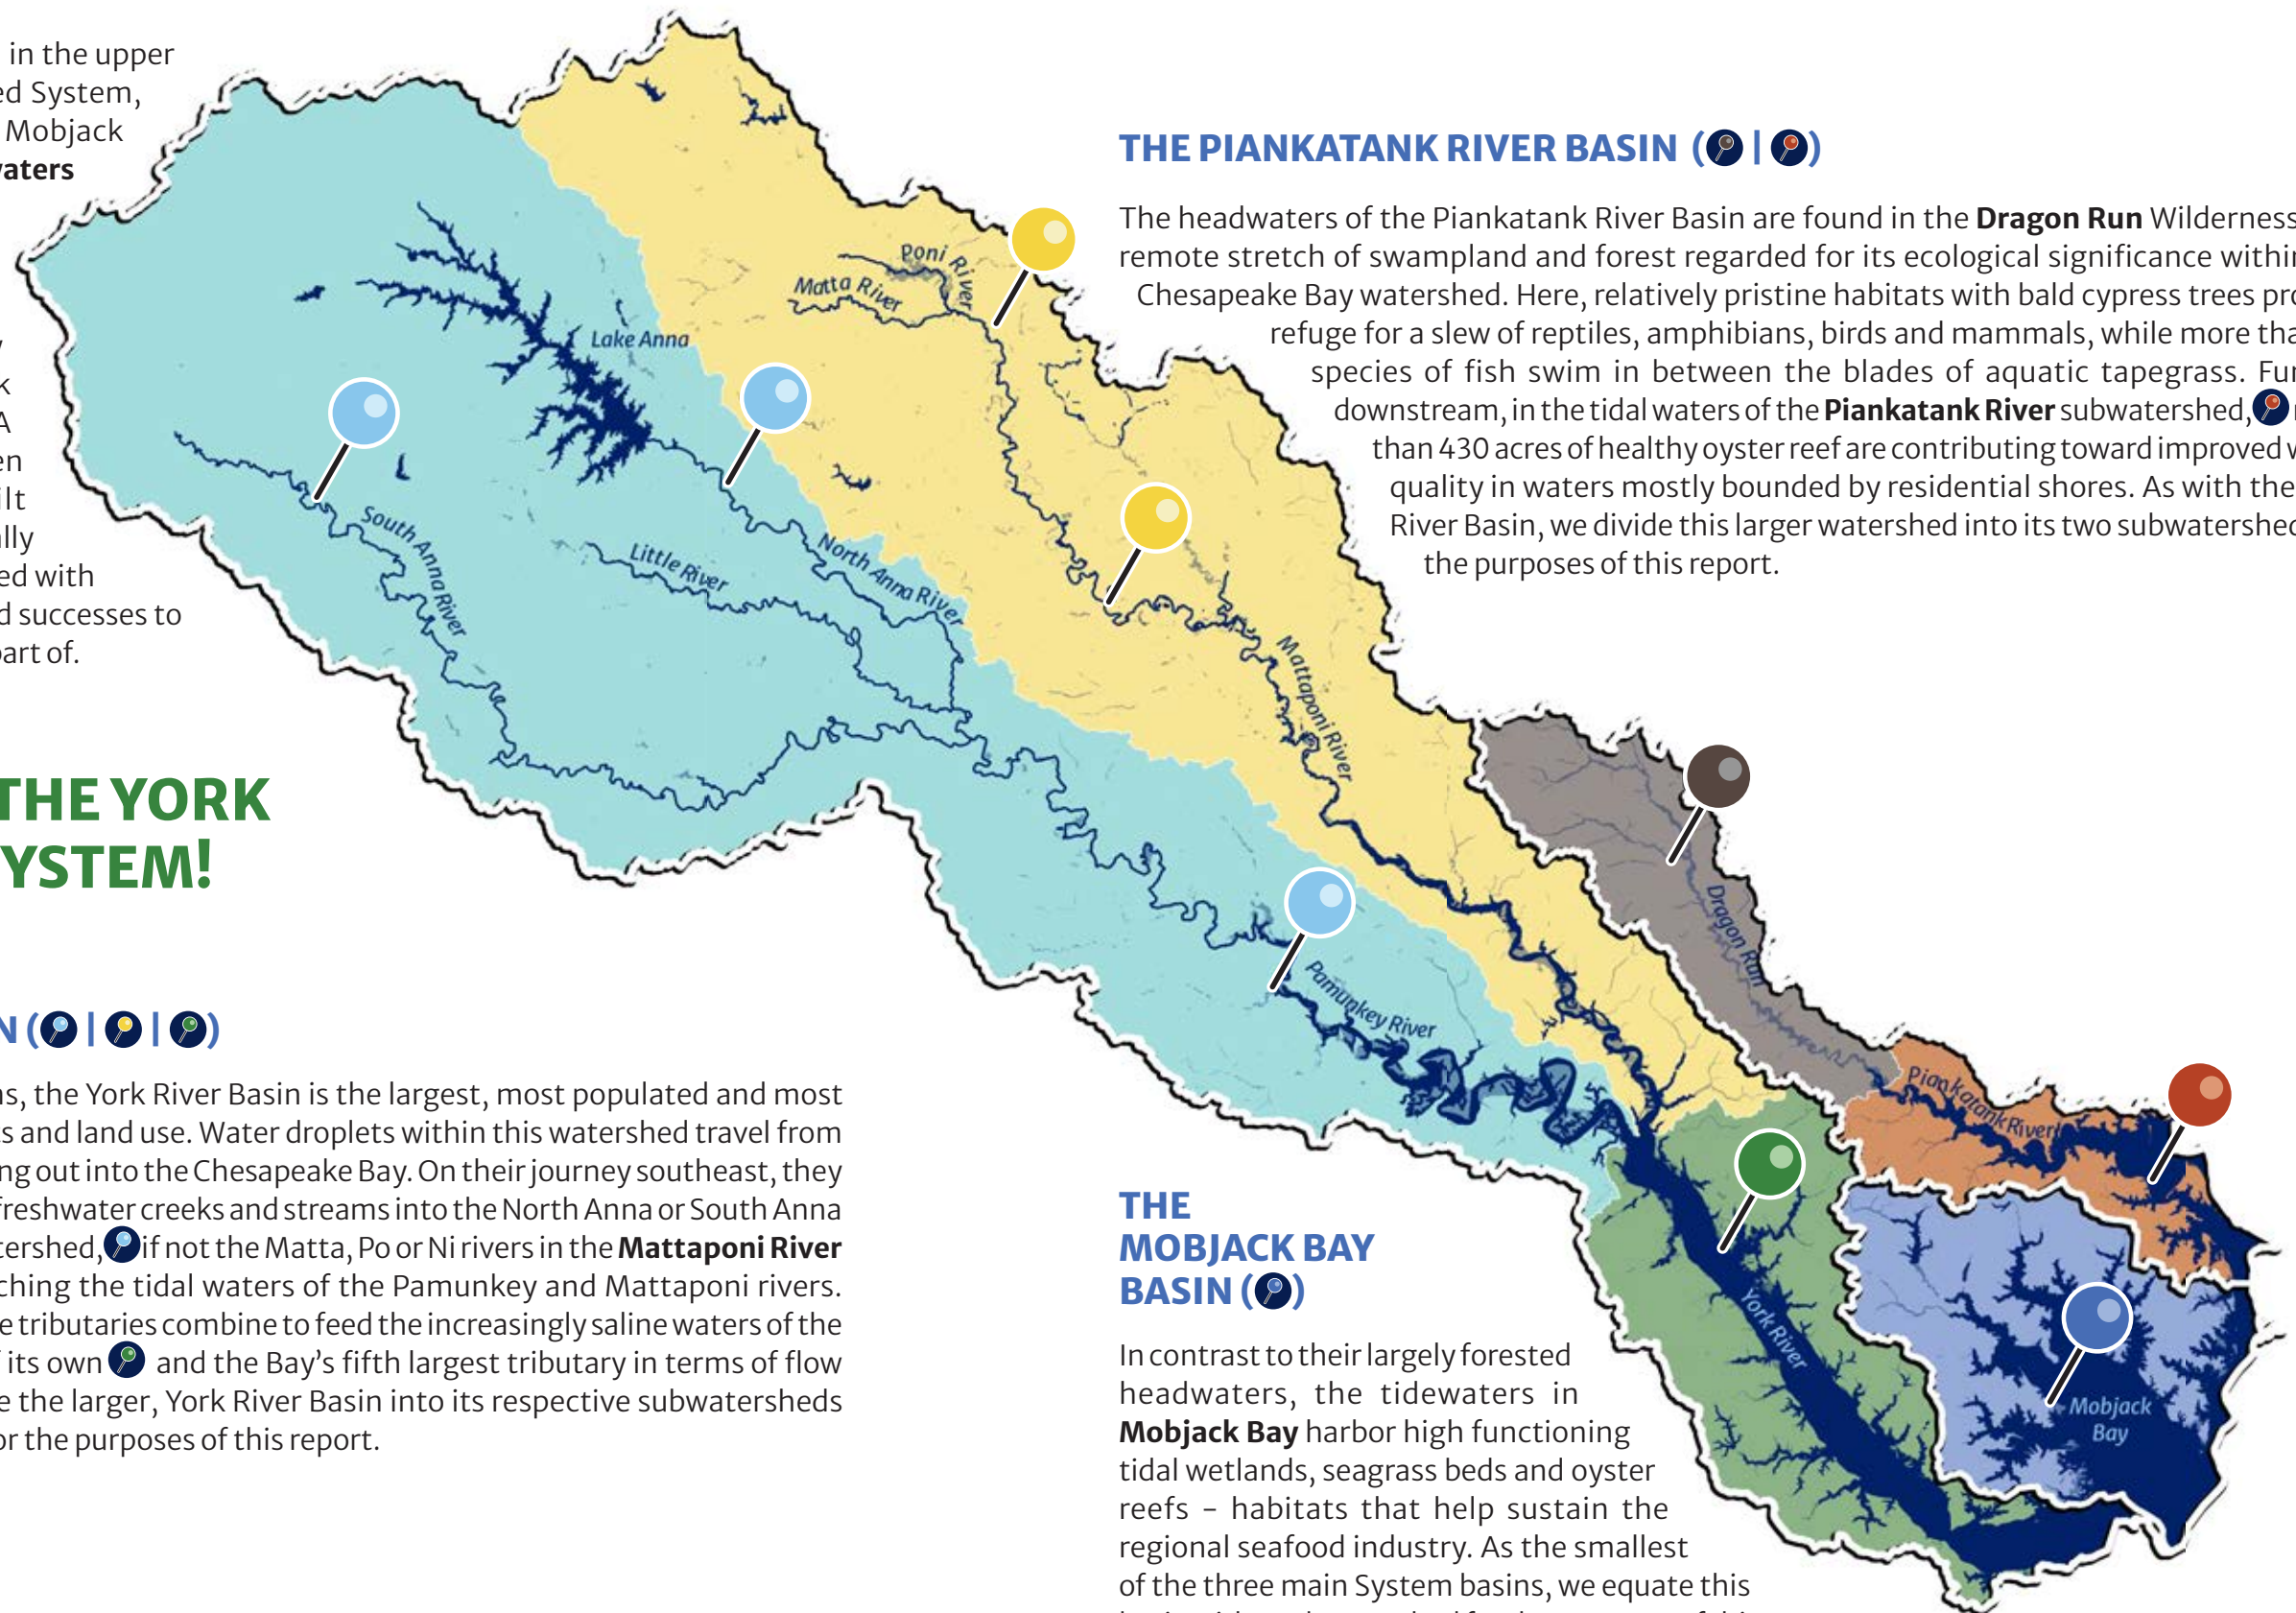 in the upper
ed System,
Mobjack
waters
k
A
en
ilt
ally
ed with
d successes to
part of.
THE YORK
SYSTEM!
N ( | | )
ns, the York River Basin is the largest, most populated and most
ts and land use. Water droplets within this watershed travel from
ng out into the Chesapeake Bay. On their journey southeast, they
freshwater creeks and streams into the North Anna or South Anna
tershed, if not the Matta, Po or Ni rivers in the Mattaponi River
ching the tidal waters of the Pamunkey and Mattaponi rivers.
e tributaries combine to feed the increasingly saline waters of the
its own and the Bay's fifth largest tributary in terms of flow
e the larger, York River Basin into its respective subwatersheds
or the purposes of this report.
THE PIANKATANK RIVER BASIN ( | )
The headwaters of the Piankatank River Basin are found in the Dragon Run Wilderness
remote stretch of swampland and forest regarded for its ecological significance within
Chesapeake Bay watershed. Here, relatively pristine habitats with bald cypress trees pro
refuge for a slew of reptiles, amphibians, birds and mammals, while more tha
species of fish swim in between the blades of aquatic tapegrass. Fur
downstream, in the tidal waters of the Piankatank River subwatershed,
than 430 acres of healthy oyster reef are contributing toward improved w
quality in waters mostly bounded by residential shores. As with the
River Basin, we divide this larger watershed into its two subwatershed
the purposes of this report.
THE
MOBJACK BAY
BASIN ( )
In contrast to their largely forested
headwaters, the tidewaters in
Mobjack Bay harbor high functioning
tidal wetlands, seagrass beds and oyster
reefs – habitats that help sustain the
regional seafood industry. As the smallest
of the three main System basins, we equate this
Poni River
Matta River
Lake Anna
South Anna River
Little River
North Anna River
Mattaponi River
Pamunkey River
Dragon Run
Piankatank River
York River
Mobjack
Bay